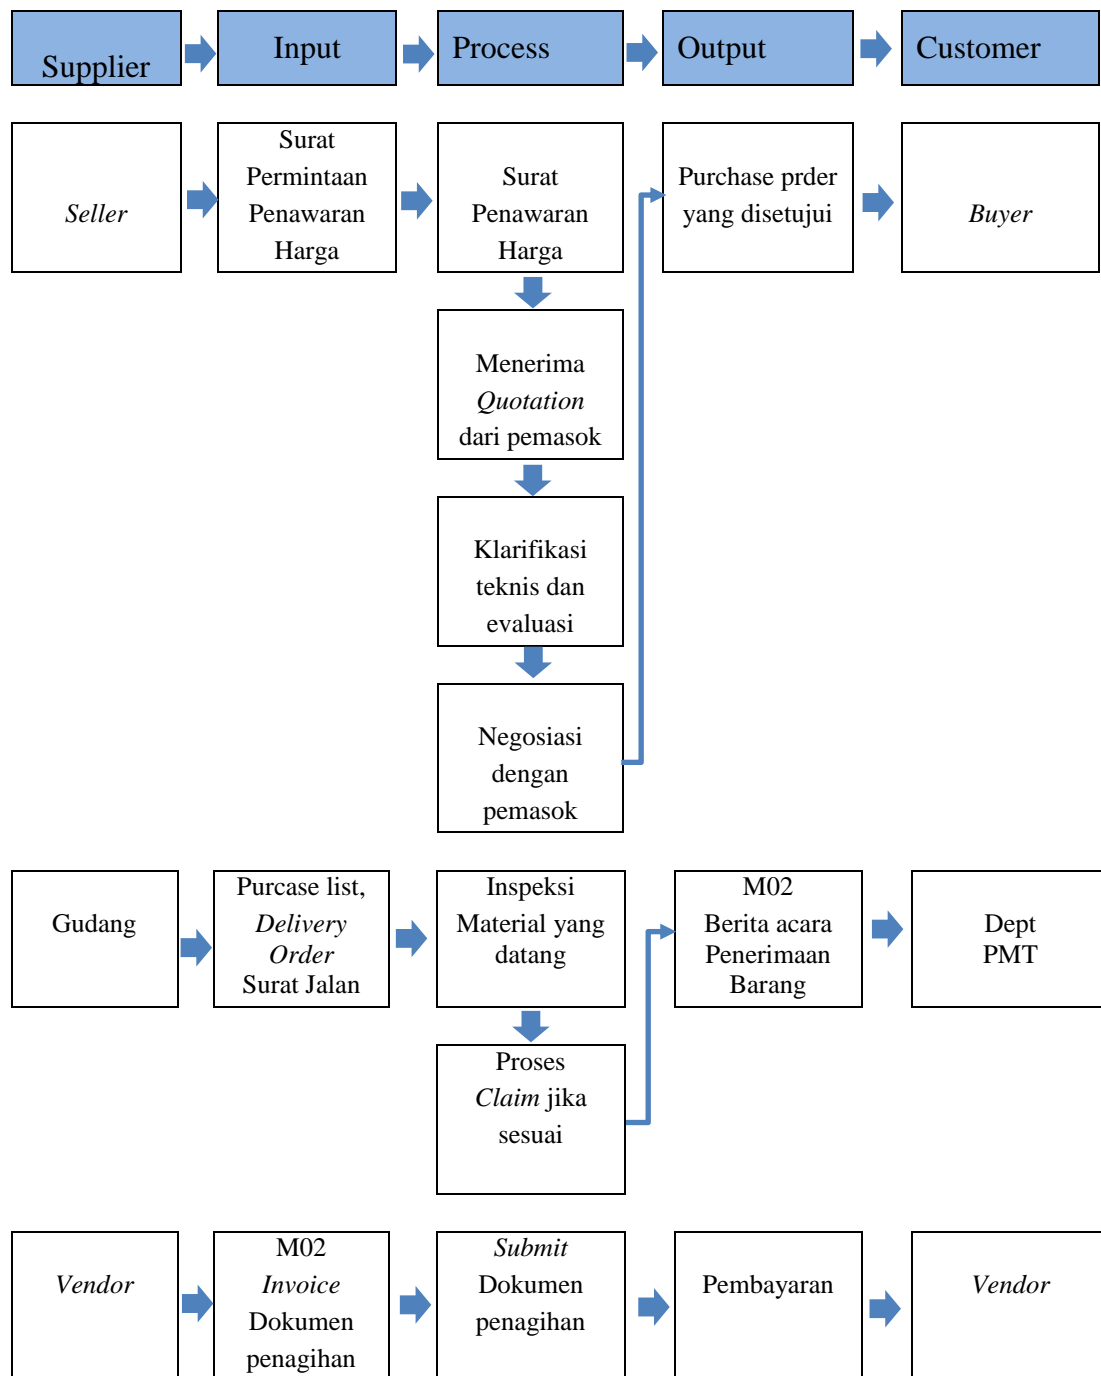 Supplier
Input
Process
Output
Customer
Seller
Surat
Permintaan
Penawaran
Harga
Surat
Penawaran
Harga
Purchase prder
yang disetujui
Buyer
Menerima
Quotation
dari pemasok
Klarifikasi
teknis dan
evaluasi
Negosiasi
dengan
pemasok
Gudang
Purcase list,
Delivery
Order
Surat Jalan
Inspeksi
Material yang
datang
M02
Berita acara
Penerimaan
Barang
Dept
PMT
Proses
Claim jika
sesuai
Vendor
M02
Invoice
Dokumen
penagihan
Submit
Dokumen
penagihan
Pembayaran
Vendor